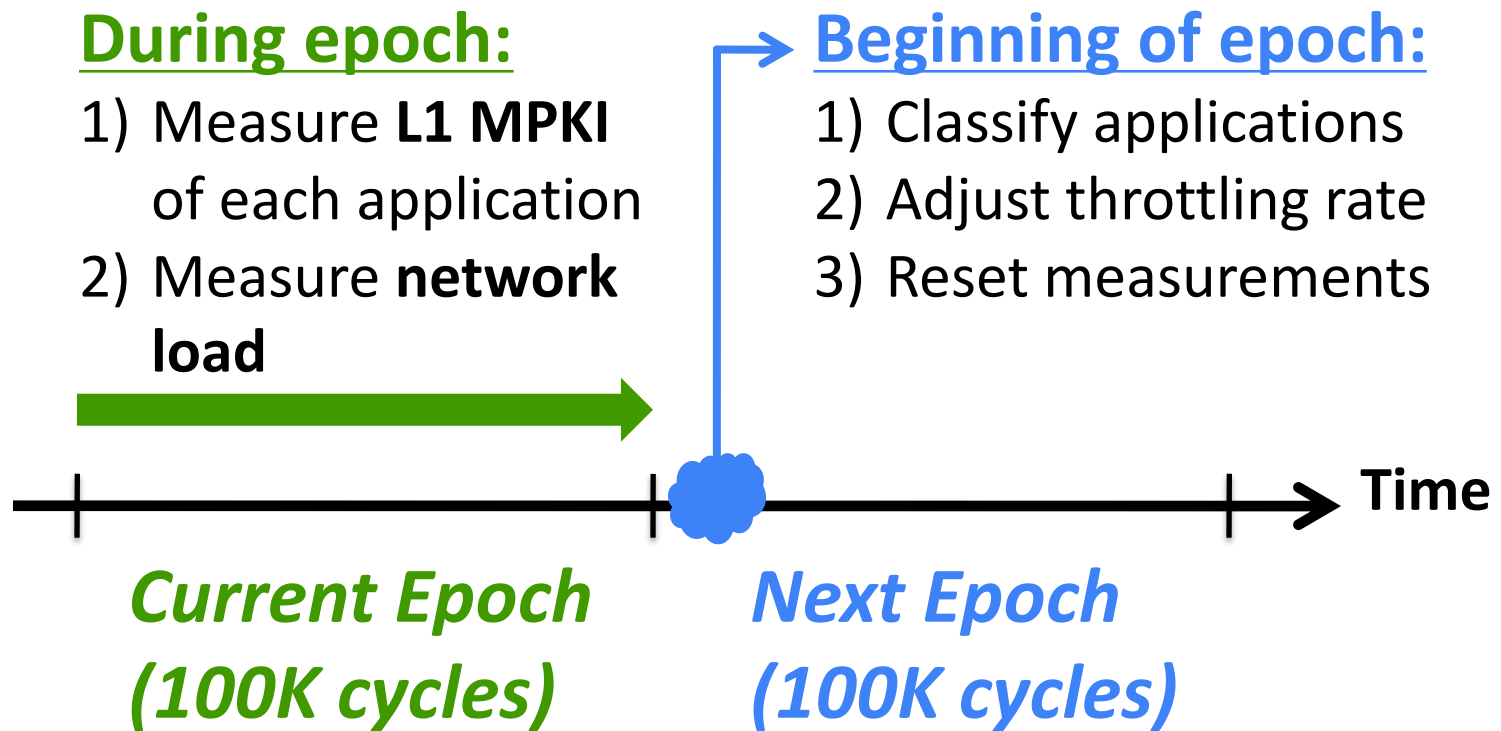 During epoch:
1) Measure L1 MPKI
of each application
2) Measure network
load
Beginning of epoch:
1) Classify applications
2) Adjust throttling rate
3) Reset measurements
Time
Current Epoch
(100K cycles)
Next Epoch
(100K cycles)